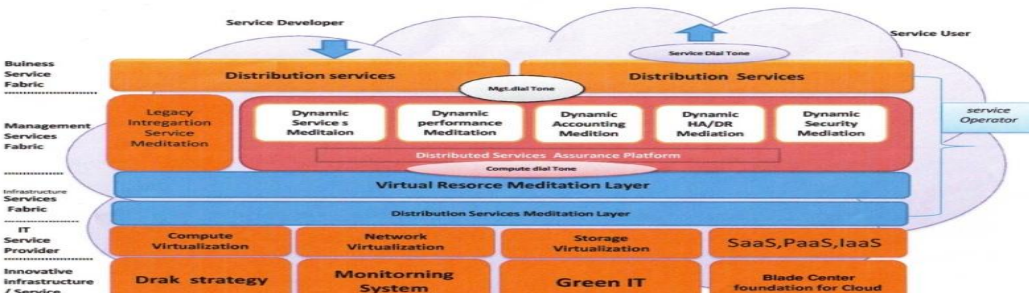 Service Developer
Service User
Service Dial Tone
Buiness
Service
Fabric
Distribution services
Distribution Services
Mgt.dial Tone
Management
Services
Fabric
Legacy
Intregartion
Service
Meditation
Dynamic
Service s
Meditaion
Dynamic
performance
Meditation
Dynamic
Accounting
Medition
Dynamic
HA/DR
Mediation
Dynamic
Security
Mediation
service
Operator
Distributed Services Assurance Platform
Compute dial Tone
Infrastructure
Services
Fabric
Virtual Resorce Meditation Layer
Distribution Services Meditation Layer
IT
Service
Provider
Compute
Virtualization
Network
Virtualization
Storage
Virtualization
SaaS,PaaS,IaaS
Innovative
Infrastructure
/ Service
Drak strategy
Monitorning
System
Green IT
Blade Center
foundation for Cloud